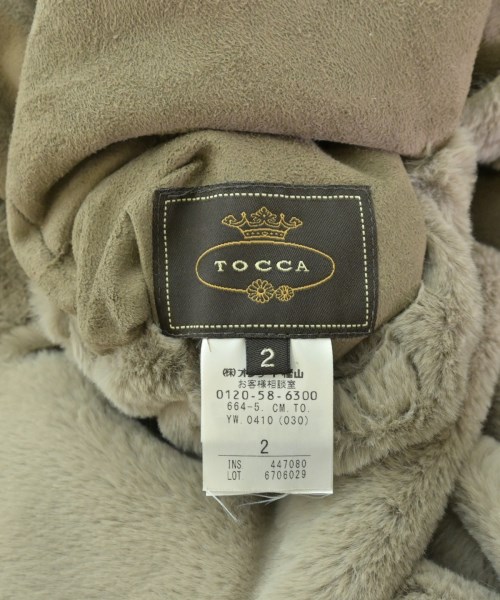 TOCCA
2
(株)オンワード樫山
お客様相談室
0120-58-6300
664-5. CM.TO.
YW.0410 (030)
2
INS 447080
LOT 6706029